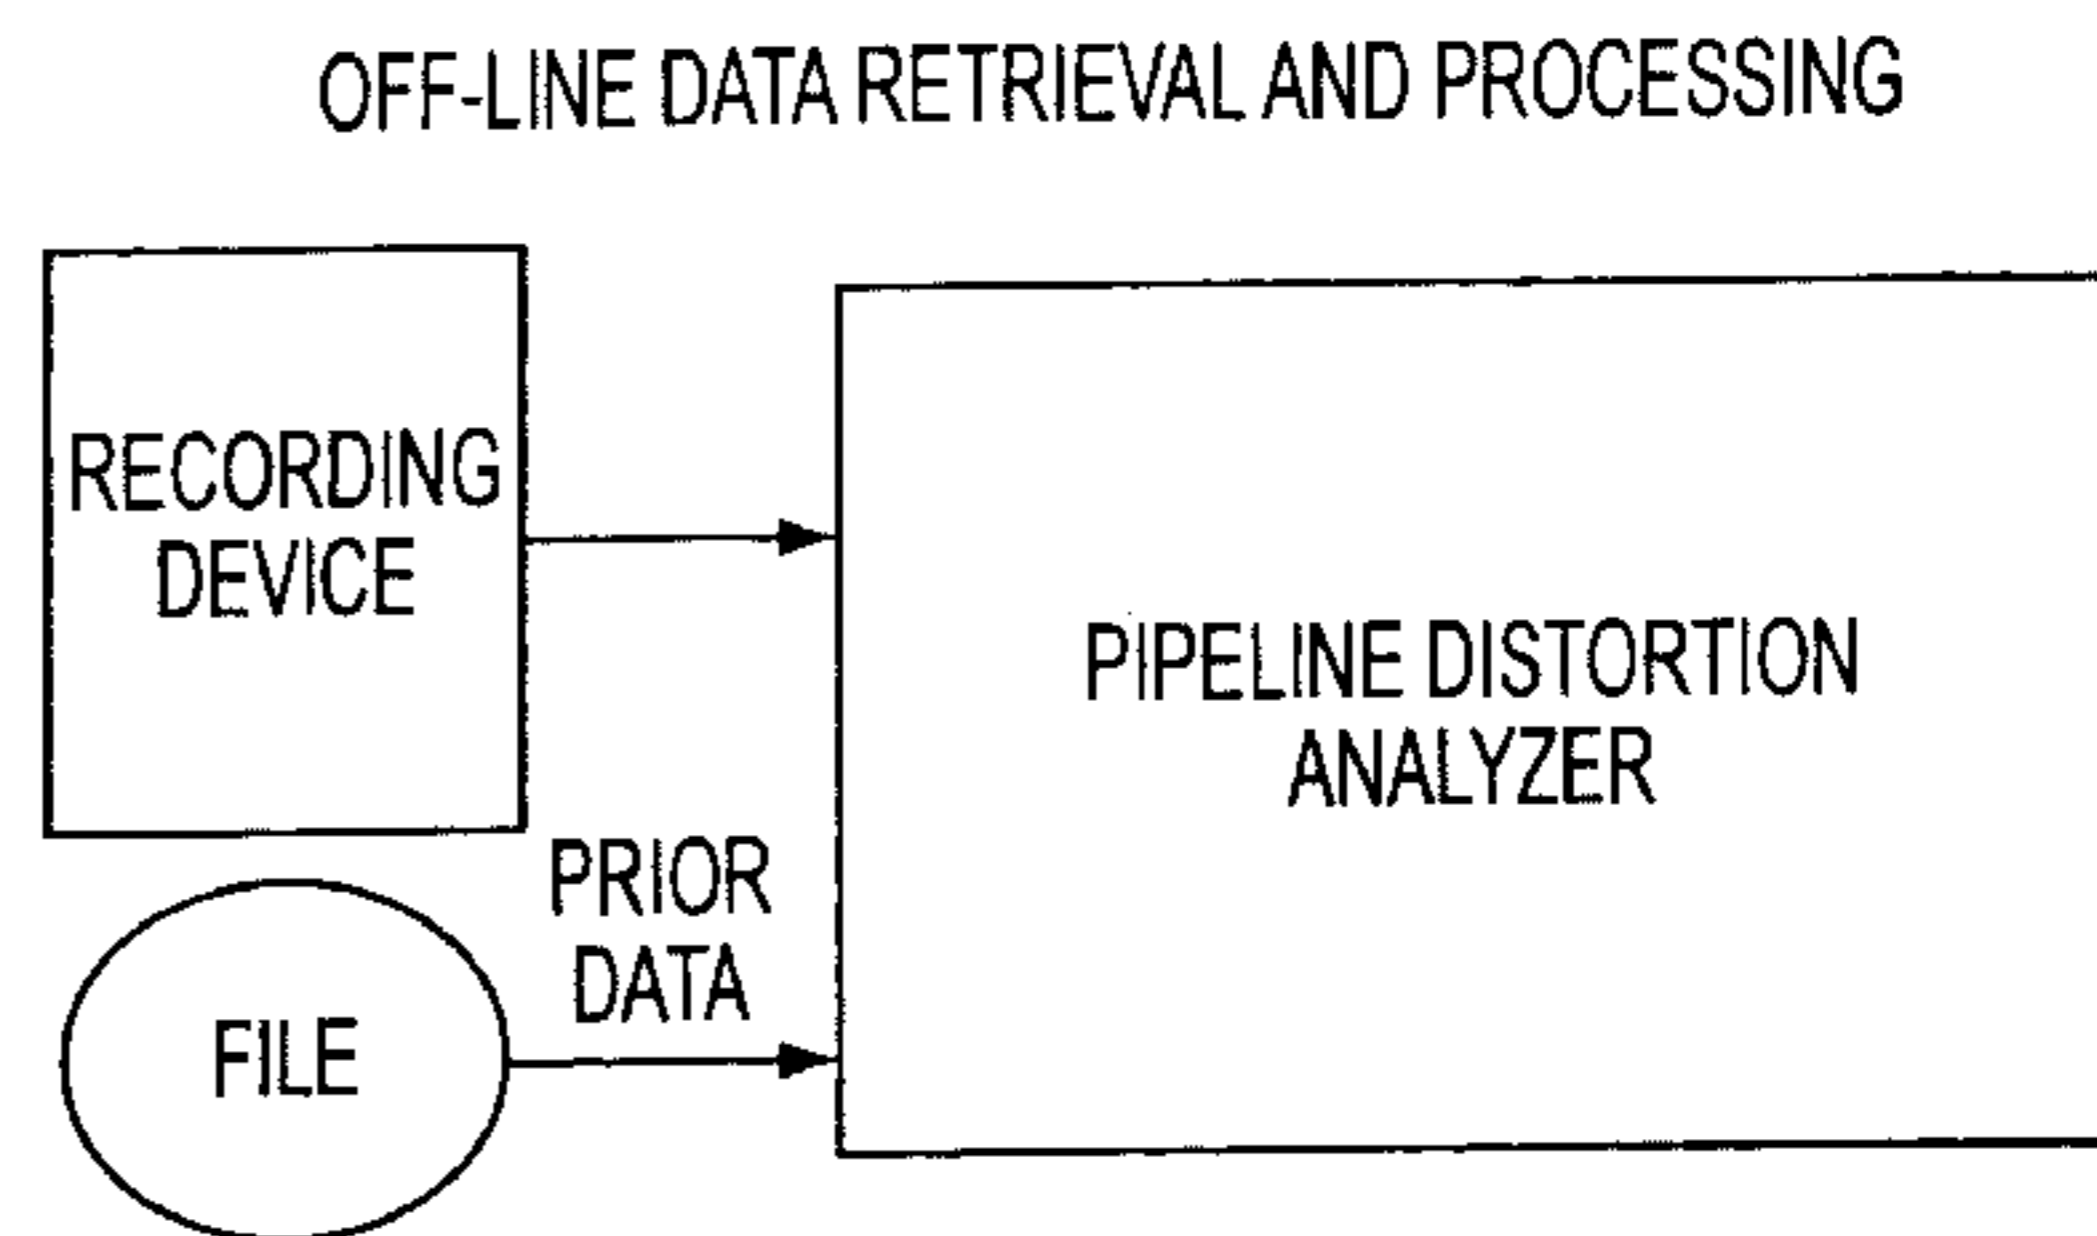 OFF-LINE DATA RETRIEVAL AND PROCESSING
RECORDING
DEVICE
PIPELINE DISTORTION
ANALYZER
PRIOR
DATA
FILE